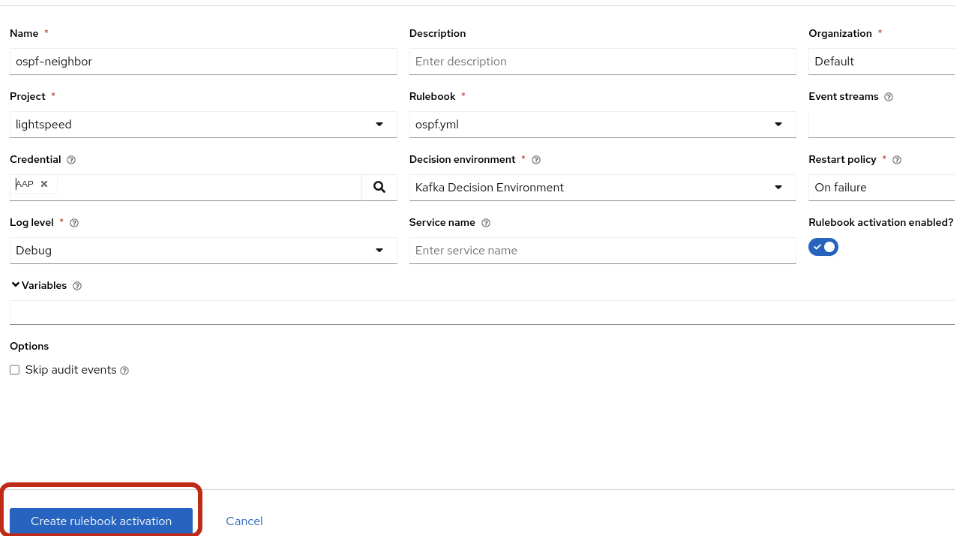 Name * Description Organization *
ospf-neighbor Enter description Default
Project * Rulebook * Event streams
lightspeed ospf.yml
Credential Decision environment * Restart policy *
AAP Kafka Decision Environment On failure
Log level * Service name Rulebook activation enabled?
Debug Enter service name
Variables
Options
Skip audit events
Create rulebook activation Cancel